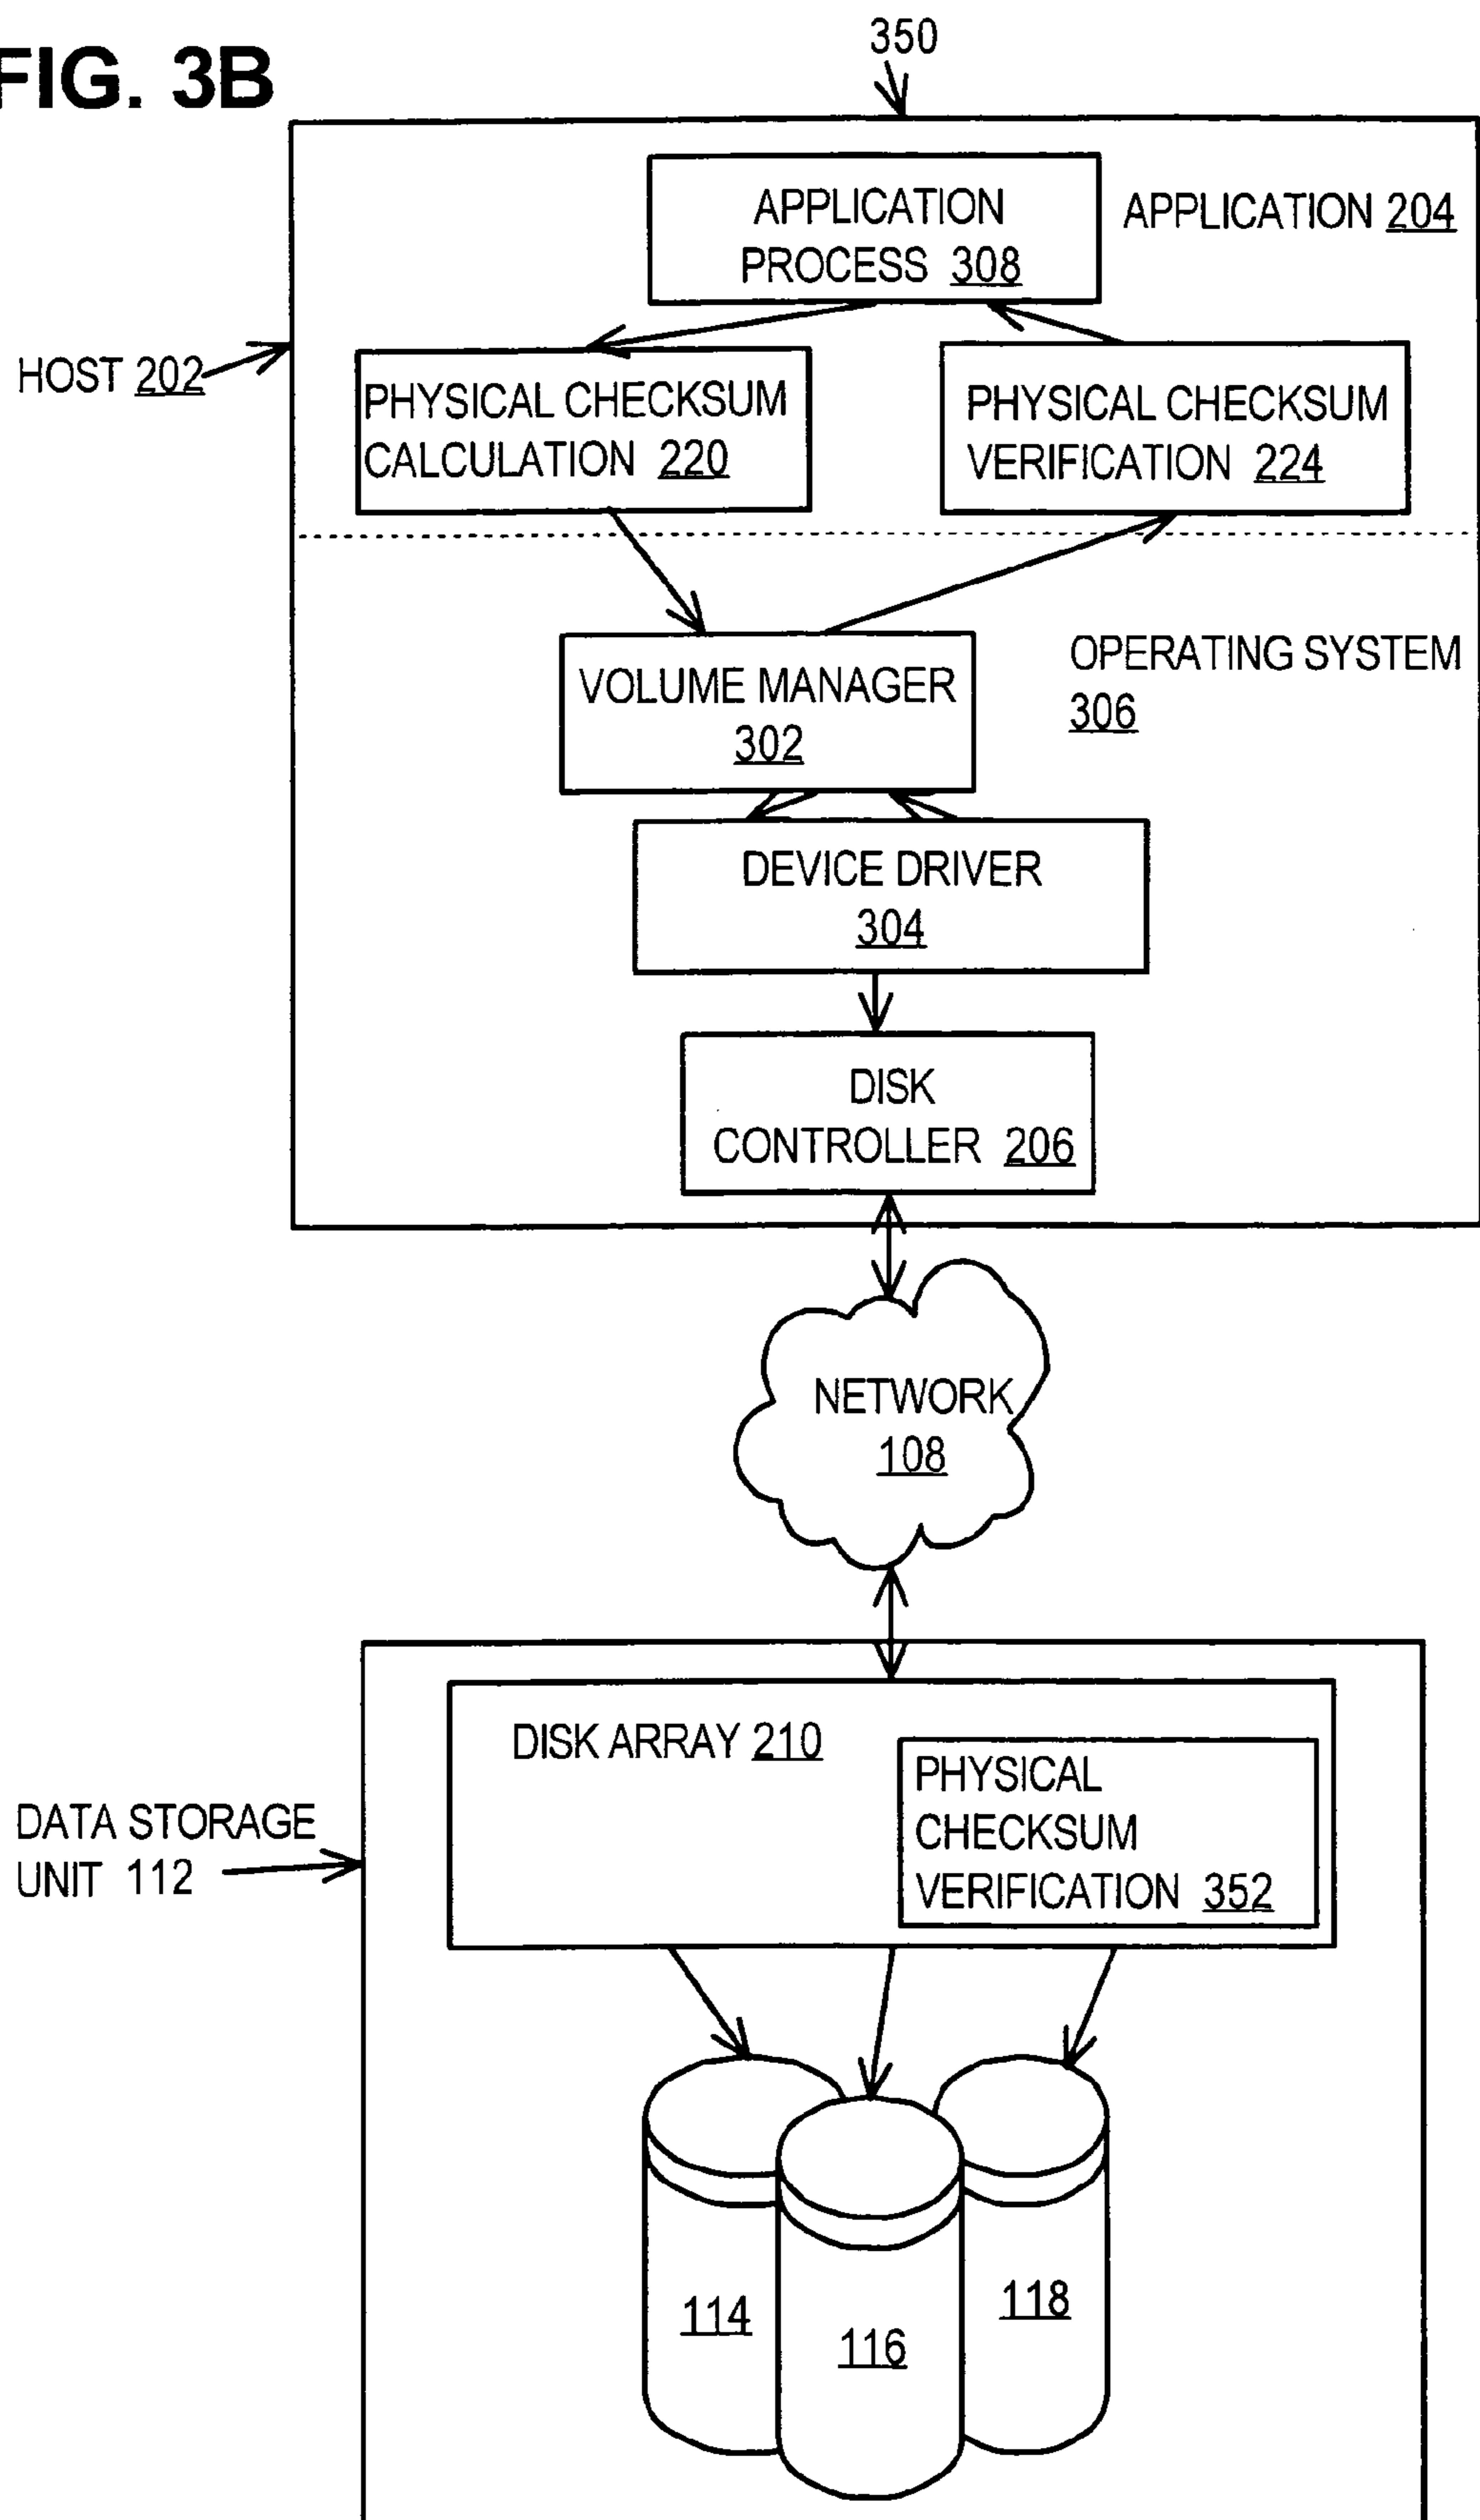 FIG. 3B
350
APPLICATION
PROCESS 308
APPLICATION 204
HOST 202
PHYSICAL CHECKSUM
CALCULATION 220
PHYSICAL CHECKSUM
VERIFICATION 224
VOLUME MANAGER
302
OPERATING SYSTEM
306
DEVICE DRIVER
304
DISK
CONTROLLER 206
NETWORK
108
DISK ARRAY 210
PHYSICAL
CHECKSUM
VERIFICATION 352
DATA STORAGE
UNIT 112
114
116
118